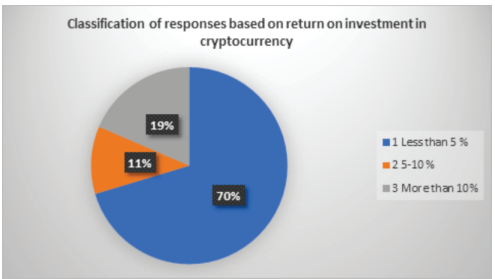 Classification of responses based on return on investment in
cryptocurrency
19%
11%
70%
1 Less than 5 %
2 5-10 %
3 More than 10%